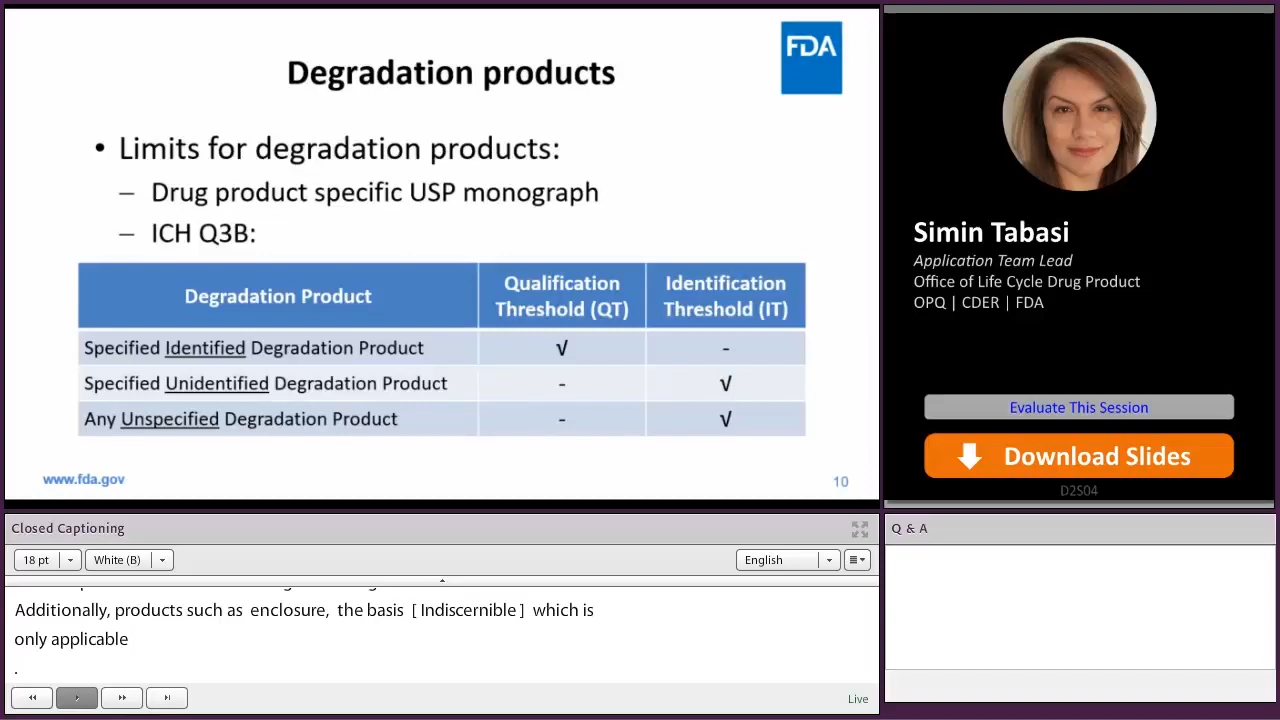 FDA
Degradation products
• Limits for degradation products:
– Drug product specific USP monograph
– ICH Q3B:
Degradation Product
Qualification
Threshold (QT)
Identification
Threshold (IT)
Specified Identified Degradation Product √ -
Specified Unidentified Degradation Product - √
Any Unspecified Degradation Product - √
www.fda.gov
10
Simin Tabasi
Application Team Lead
Office of Life Cycle Drug Product
OPQ | CDER | FDA
Evaluate This Session
Download Slides
D2S04
Closed Captioning
18 pt
White (B)
English
Additionally, products such as enclosure, the basis [ Indiscernible ] which is
only applicable
.
Live
Q & A